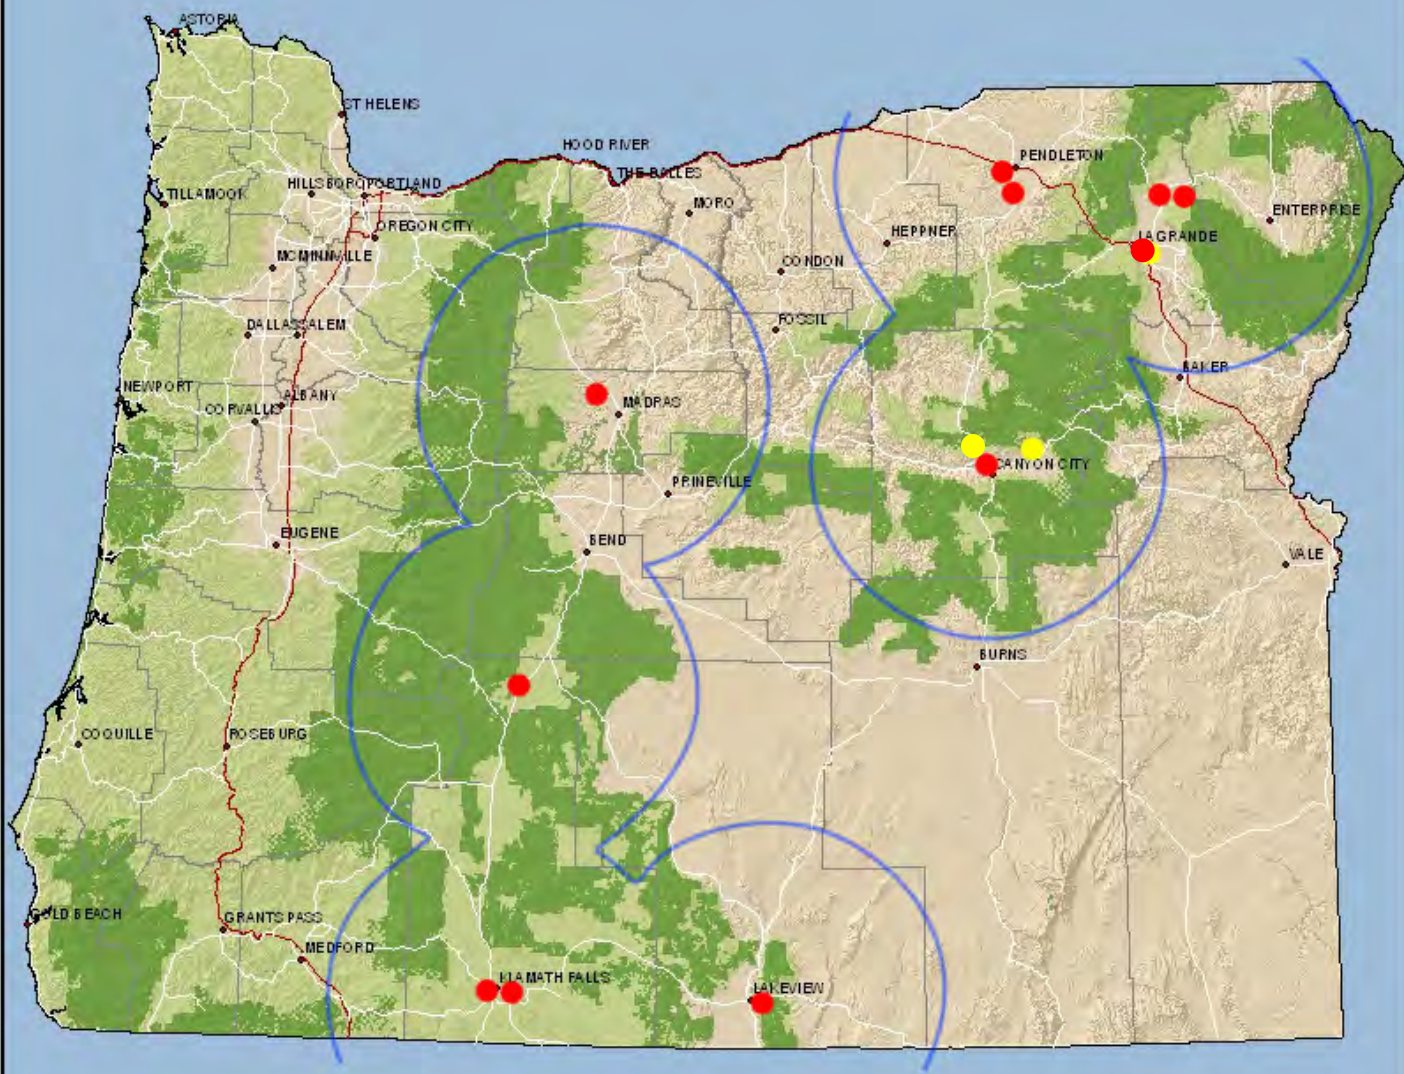 ASTORIA
ST HELENS
HOOD RIVER
THE DALLES
PENDLETON
HILLSBORO
PORTLAND
TILLAMOOK
MORO
ENTERPRISE
OREGON CITY
HEPPNER
LAGRANDE
MCMINNVILLE
CONDON
DALLAS
SALEM
FOSSIL
BAKER
NEWPORT
ALBANY
CORVALLIS
MADRAS
CANYON CITY
PRINEVILLE
EUGENE
BEND
VALE
BURNS
COQUILLE
ROSEBURG
GOLD BEACH
GRANTS PASS
MEDFORD
KLAMATH FALLS
LAKEVIEW